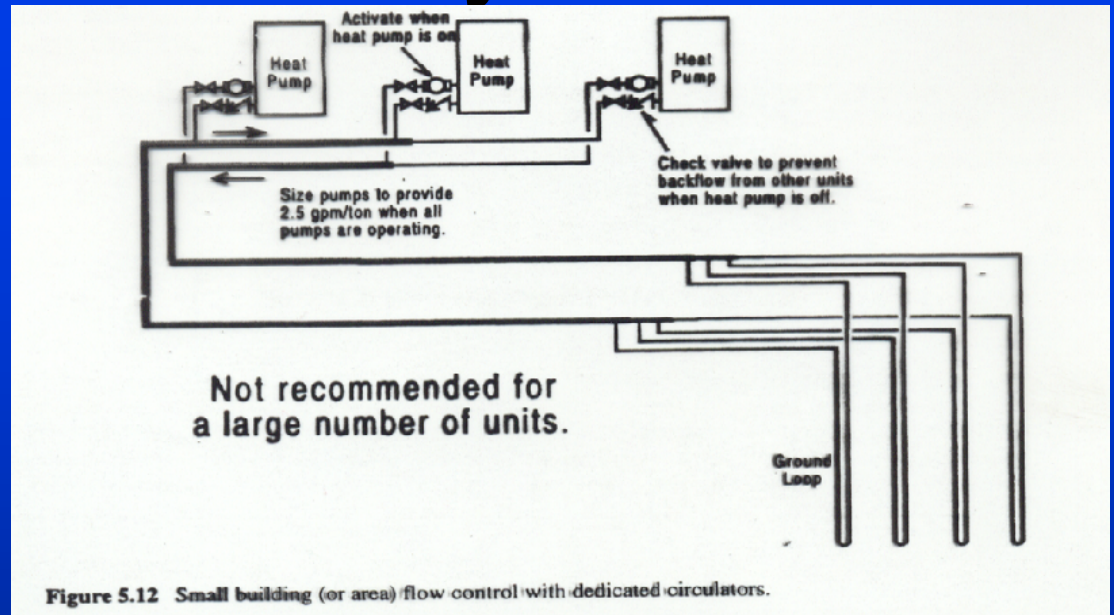 Activate when
heat pump is on
Heat
Pump
Heat
Pump
Heat
Pump
Check valve to prevent
backflow from other units
when heat pump is off.
Size pumps to provide
2.5 gpm/ton when all
pumps are operating.
Not recommended for
a large number of units.
Ground
Loop
Figure 5.12 Small building (or area) flow control with dedicated circulators.